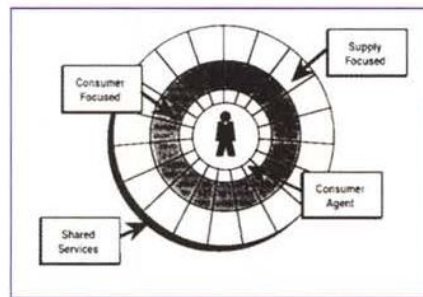 Supply
Focused
Consumer
Focused
Consumer
Agent
Shared
Services